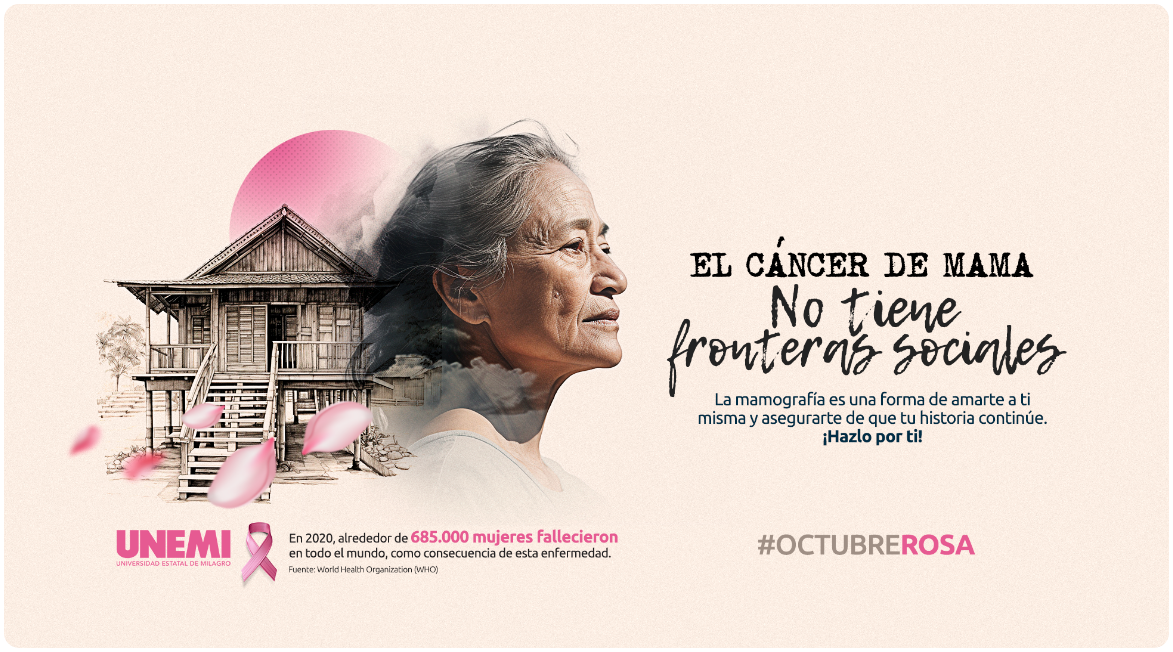 EL CÁNCER DE MAMA
No tiene
fronteras sociales
La mamografía es una forma de amarte a ti
misma y asegurarte de que tu historia continúe.
¡Hazlo por ti!
UNEMI
UNIVERSIDAD ESTATAL DE MILAGRO
En 2020, alrededor de 685.000 mujeres fallecieron
en todo el mundo, como consecuencia de esta enfermedad.
Fuente: World Health Organization (WHO)
#OCTUBREROSA